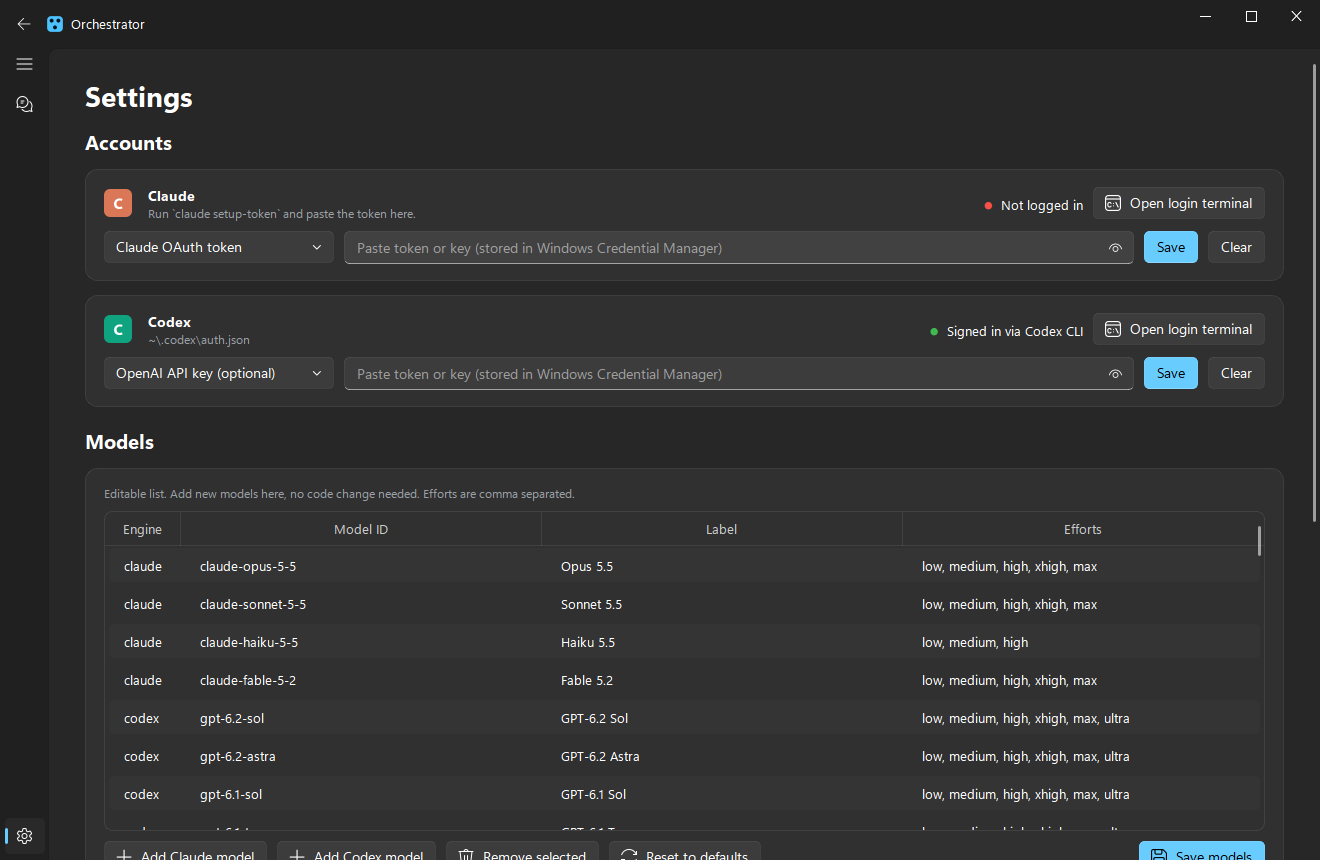 Orchestrator
Settings
Accounts
C
Claude
Run `claude setup-token` and paste the token here.
Not logged in
Open login terminal
Claude OAuth token
Paste token or key (stored in Windows Credential Manager)
Save
Clear
C
Codex
~\.codex\auth.json
Signed in via Codex CLI
Open login terminal
OpenAI API key (optional)
Paste token or key (stored in Windows Credential Manager)
Save
Clear
Models
Editable list. Add new models here, no code change needed. Efforts are comma separated.
Engine Model ID Label Efforts
claude claude-opus-5-5 Opus 5.5 low, medium, high, xhigh, max
claude claude-sonnet-5-5 Sonnet 5.5 low, medium, high, xhigh, max
claude claude-haiku-5-5 Haiku 5.5 low, medium, high
claude claude-fable-5-2 Fable 5.2 low, medium, high, xhigh, max
codex gpt-6.2-sol GPT-6.2 Sol low, medium, high, xhigh, max, ultra
codex gpt-6.2-astra GPT-6.2 Astra low, medium, high, xhigh, max, ultra
codex gpt-6.1-sol GPT-6.1 Sol low, medium, high, xhigh, max, ultra
Add Claude model
Add Codex model
Remove selected
Reset to defaults
Save models